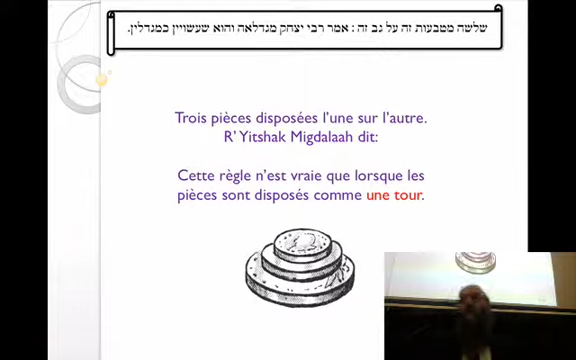 שלשה מטבעות זה על גב זה : אמר רבי יצחק מגדלאה והוא שעשויין כמגדלין.
Trois pièces disposées l'une sur l'autre.
R' Yitshak Migdalaah dit:
Cette règle n'est vraie que lorsque les
pièces sont disposés comme une tour.